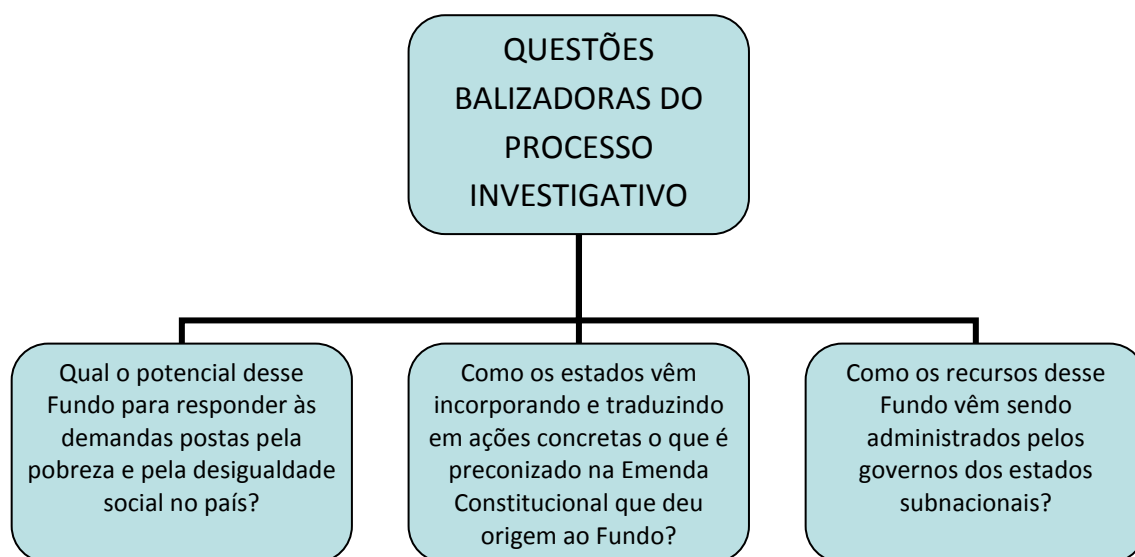 QUESTÕES
BALIZADORAS DO
PROCESSO
INVESTIGATIVO
Qual o potencial desse
Fundo para responder às
demandas postas pela
pobreza e pela desigualdade
social no país?
Como os estados vêm
incorporando e traduzindo
em ações concretas o que é
preconizado na Emenda
Constitucional que deu
origem ao Fundo?
Como os recursos desse
Fundo vêm sendo
administrados pelos
governos dos estados
subnacionais?